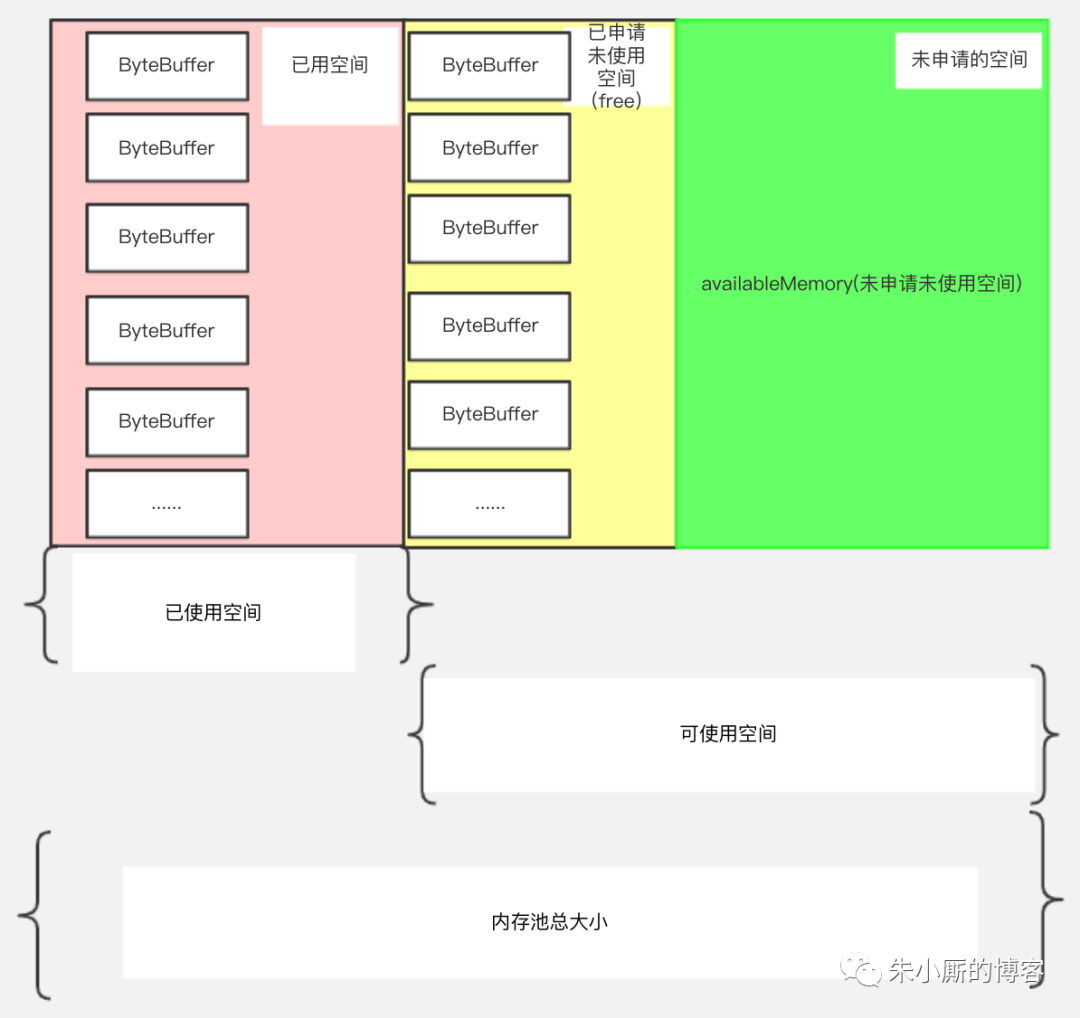 ByteBuffer
ByteBuffer
ByteBuffer
ByteBuffer
ByteBuffer
......
已用空间
ByteBuffer
ByteBuffer
ByteBuffer
ByteBuffer
ByteBuffer
......
已申请
未使用
空间
(free)
未申请的空间
availableMemory(未申请未使用空间)
已使用空间
可使用空间
内存池总大小
朱小厮的博客